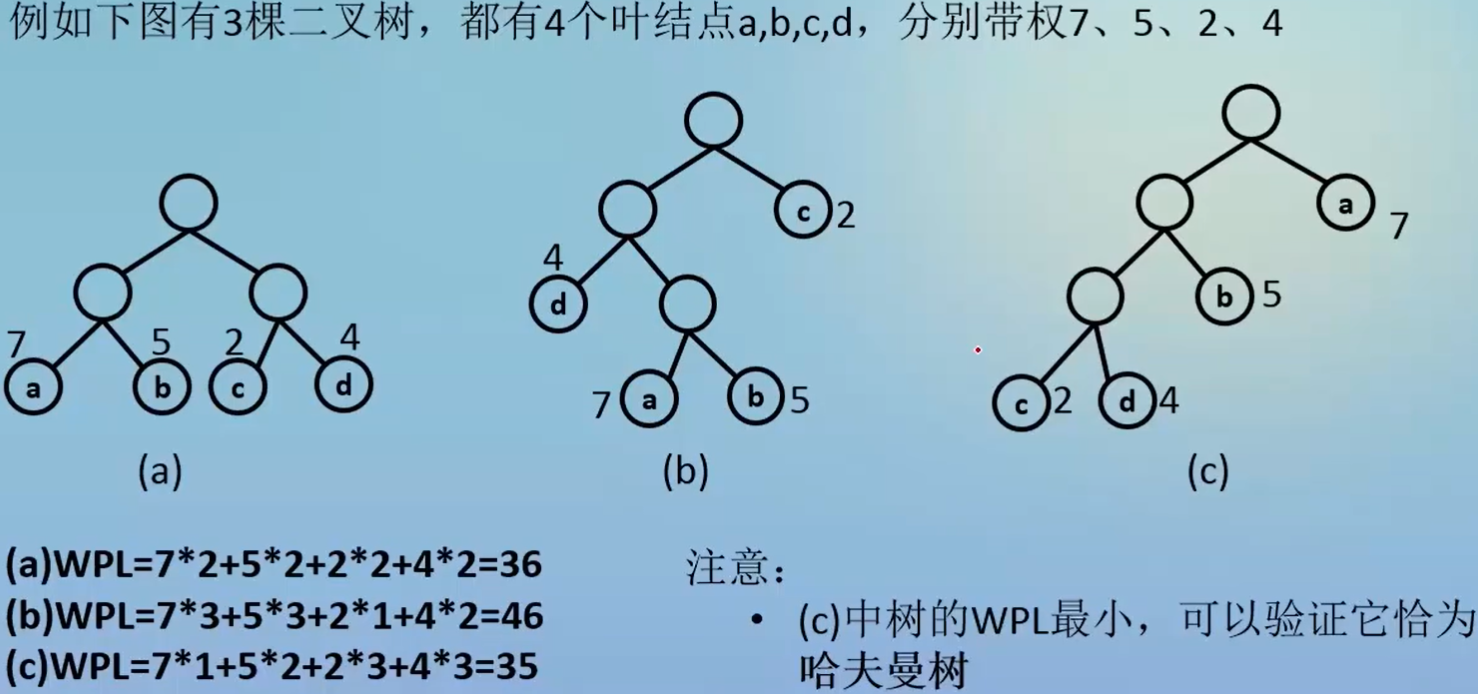 例如下图有3棵二叉树，都有4个叶结点a,b,c,d，分别带权7、5、2、4
7 5 2 4
a b c d
(a)
c 2
4
d
7 a b 5
(b)
a 7
b 5
c 2 d 4
(c)
(a)WPL=7*2+5*2+2*2+4*2=36
(b)WPL=7*3+5*3+2*1+4*2=46
(c)WPL=7*1+5*2+2*3+4*3=35
注意：
• (c)中树的WPL最小，可以验证它恰为
哈夫曼树